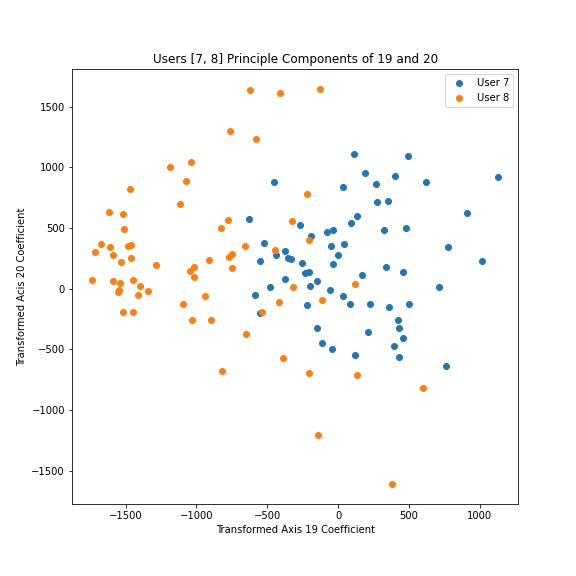 Users [7, 8] Principle Components of 19 and 20
User 7
User 8
1500
1000
500
0
−500
−1000
−1500
Transformed Acis 20 Coefficient
−1500
−1000
−500
0
500
1000
Transformed Axis 19 Coefficient